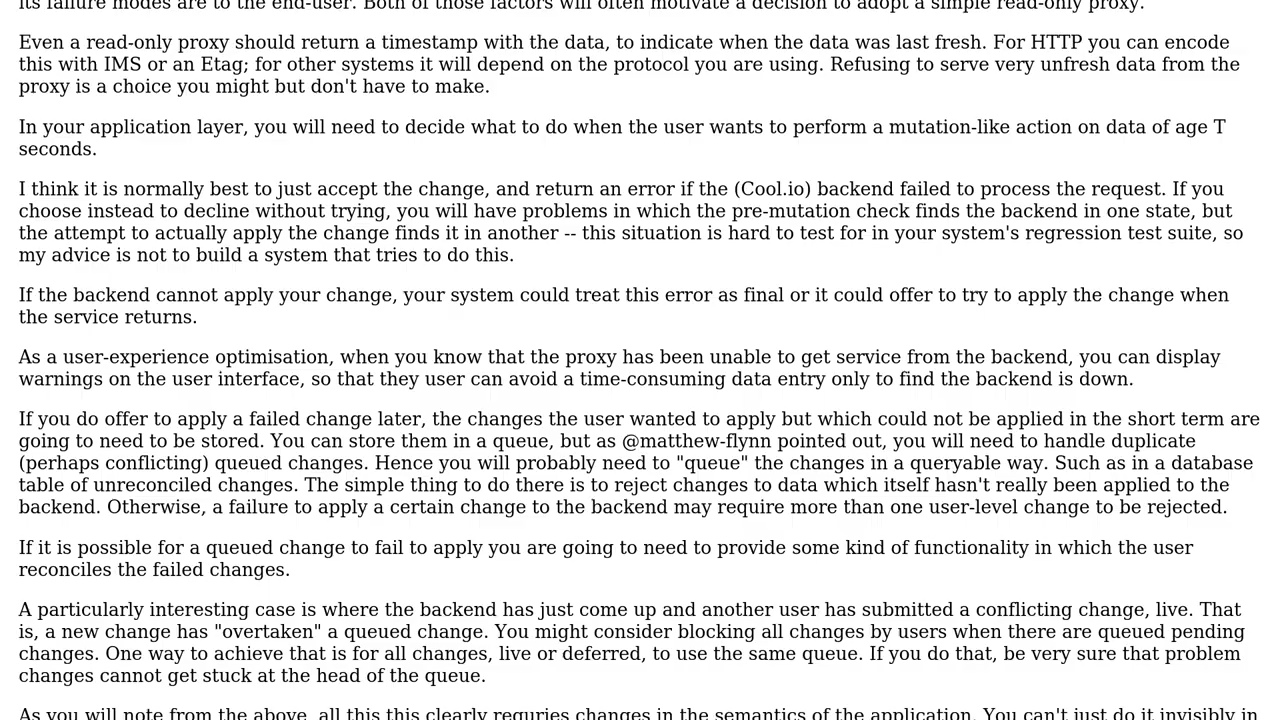 its failure modes are to the end-user. Both of those factors will often motivate a decision to adopt a simple read-only proxy.
Even a read-only proxy should return a timestamp with the data, to indicate when the data was last fresh. For HTTP you can encode
this with IMS or an Etag; for other systems it will depend on the protocol you are using. Refusing to serve very unfresh data from the
proxy is a choice you might but don't have to make.
In your application layer, you will need to decide what to do when the user wants to perform a mutation-like action on data of age T
seconds.
I think it is normally best to just accept the change, and return an error if the (Cool.io) backend failed to process the request. If you
choose instead to decline without trying, you will have problems in which the pre-mutation check finds the backend in one state, but
the attempt to actually apply the change finds it in another -- this situation is hard to test for in your system's regression test suite, so
my advice is not to build a system that tries to do this.
If the backend cannot apply your change, your system could treat this error as final or it could offer to try to apply the change when
the service returns.
As a user-experience optimisation, when you know that the proxy has been unable to get service from the backend, you can display
warnings on the user interface, so that they user can avoid a time-consuming data entry only to find the backend is down.
If you do offer to apply a failed change later, the changes the user wanted to apply but which could not be applied in the short term are
going to need to be stored. You can store them in a queue, but as @matthew-flynn pointed out, you will need to handle duplicate
(perhaps conflicting) queued changes. Hence you will probably need to "queue" the changes in a queryable way. Such as in a database
table of unreconciled changes. The simple thing to do there is to reject changes to data which itself hasn't really been applied to the
backend. Otherwise, a failure to apply a certain change to the backend may require more than one user-level change to be rejected.
If it is possible for a queued change to fail to apply you are going to need to provide some kind of functionality in which the user
reconciles the failed changes.
A particularly interesting case is where the backend has just come up and another user has submitted a conflicting change, live. That
is, a new change has "overtaken" a queued change. You might consider blocking all changes by users when there are queued pending
changes. One way to achieve that is for all changes, live or deferred, to use the same queue. If you do that, be very sure that problem
changes cannot get stuck at the head of the queue.
As you will note from the above, all this this clearly requries changes in the semantics of the application. You can't just do it invisibly in